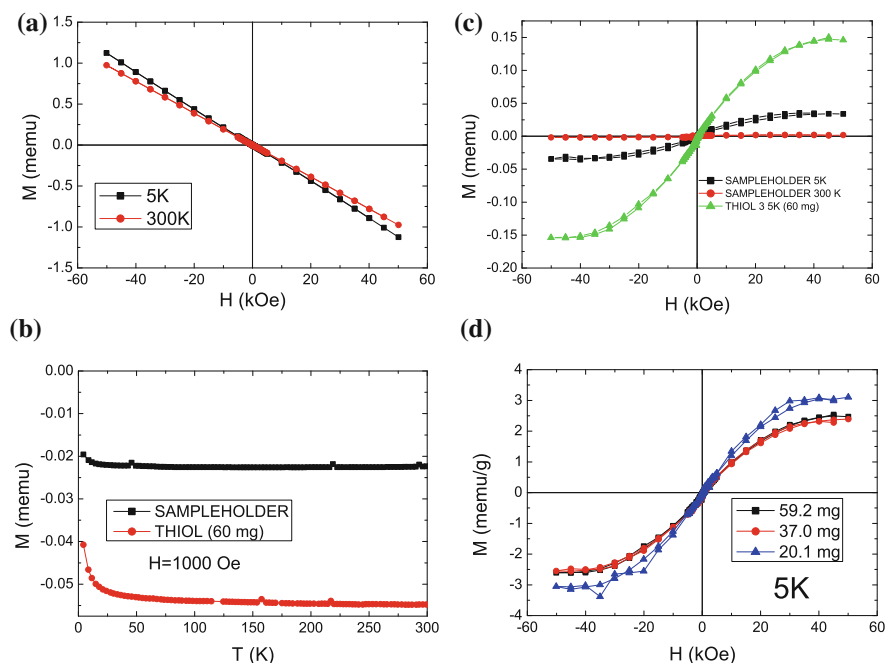 (a)
M (memu)
1.5
1.0
0.5
0.0
-0.5
-1.0
-1.5
5K
300K
-60 -40 -20 0 20 40 60
H (kOe)
(c)
M (memu)
0.15
0.10
0.05
0.00
-0.05
-0.10
-0.15
-0.20
SAMPLEHOLDER 5K
SAMPLEHOLDER 300 K
THIOL 3 5K (60 mg)
-60 -40 -20 0 20 40 60
H (kOe)
(b)
M (memu)
0.00
-0.01
-0.02
-0.03
-0.04
-0.05
-0.06
SAMPLEHOLDER
THIOL (60 mg)
H=1000 Oe
0 50 100 150 200 250 300
T (K)
(d)
M (memu/g)
4
3
2
1
0
-1
-2
-3
-4
59.2 mg
37.0 mg
20.1 mg
5K
-60 -40 -20 0 20 40 60
H (kOe)